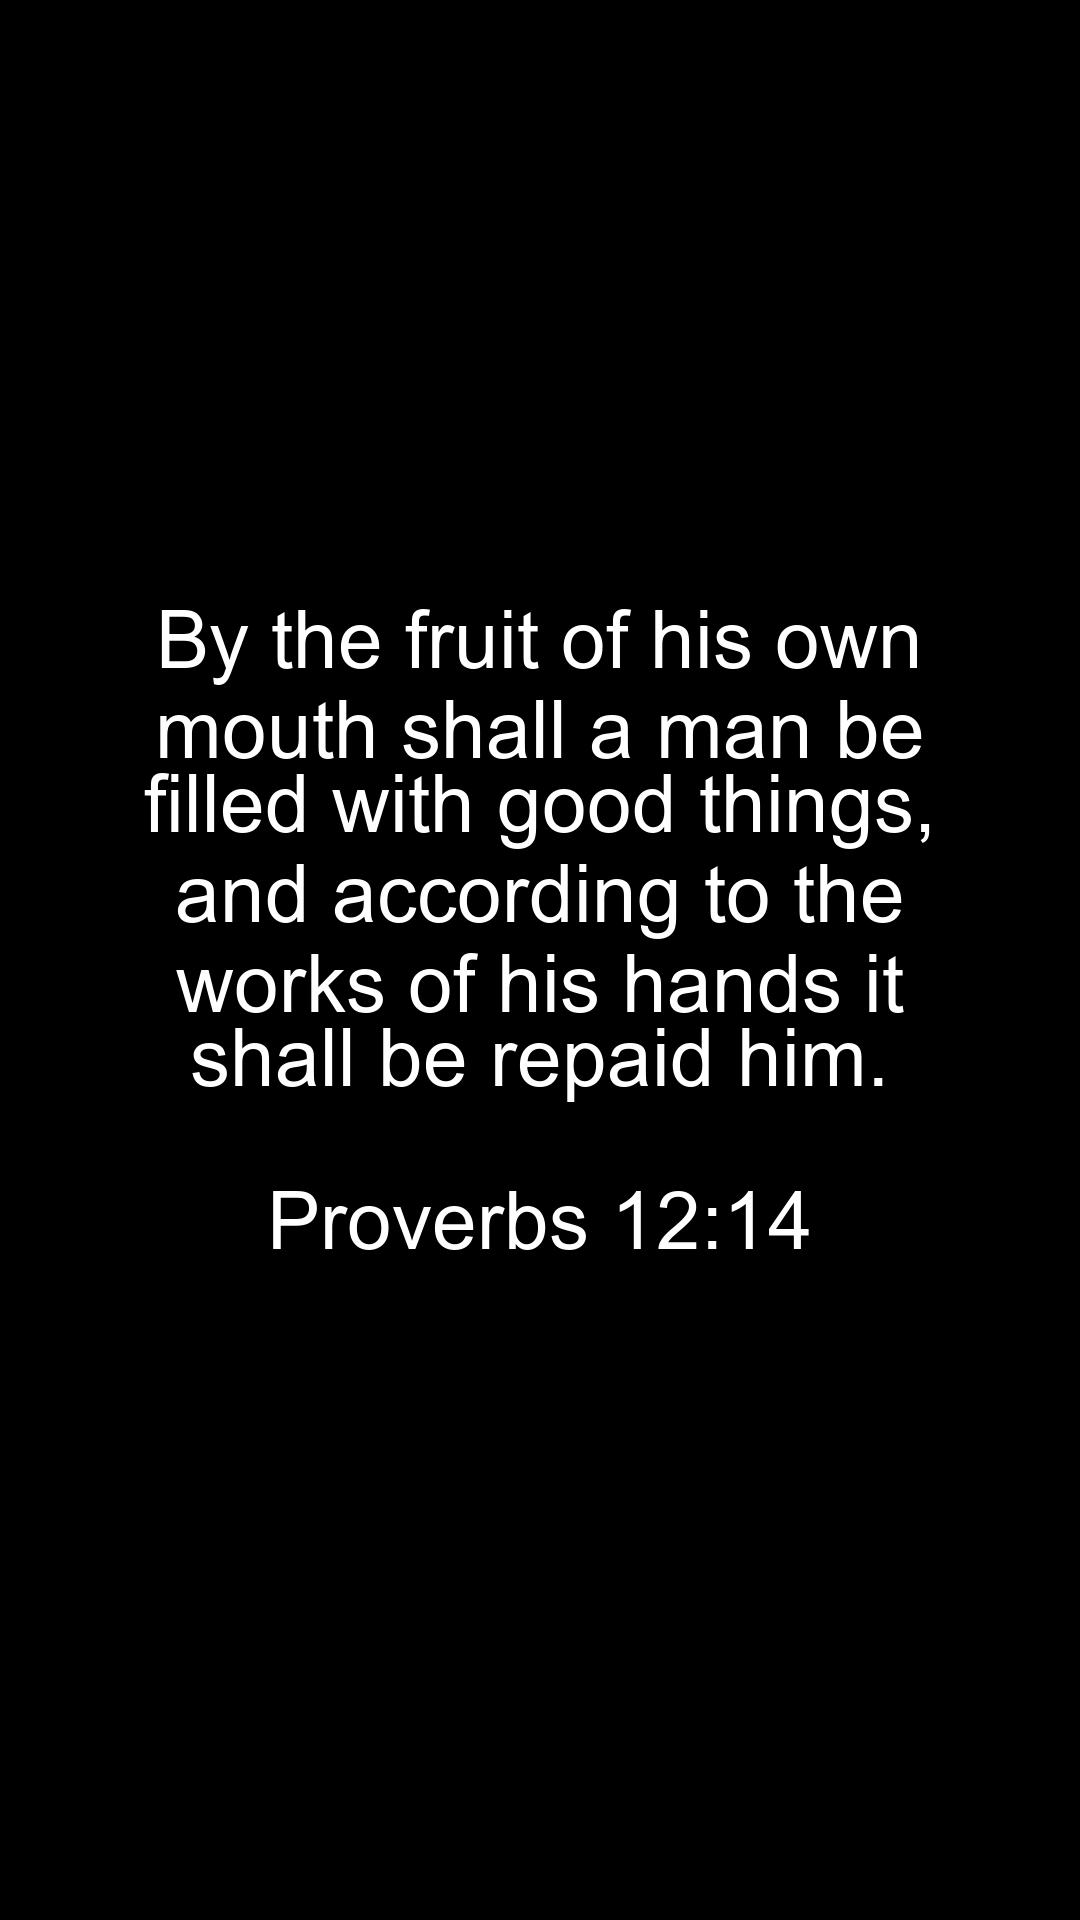 By the fruit of his own
mouth shall a man be
filled with good things,
and according to the
works of his hands it
shall be repaid him.
Proverbs 12:14